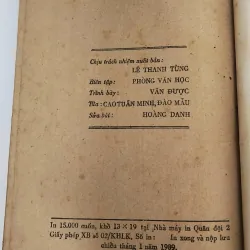 Chịu trách nhiệm xuất bản:
LÊ THANH TÙNG
Biên tập: PHÒNG VĂN HỌC
Trình bày: VĂN ĐƯỢC
Bìa: CAO TUẤN MINH, ĐÀO MẬU
Sửa bài: HOÀNG DANH
In 15.000 cuốn, khổ 13 × 19 tại Nhà máy in Quân đội 2
Giấy phép XB số 02/KHLK, Số in: In xong và nộp lưu
chiểu tháng 1 năm 1989.